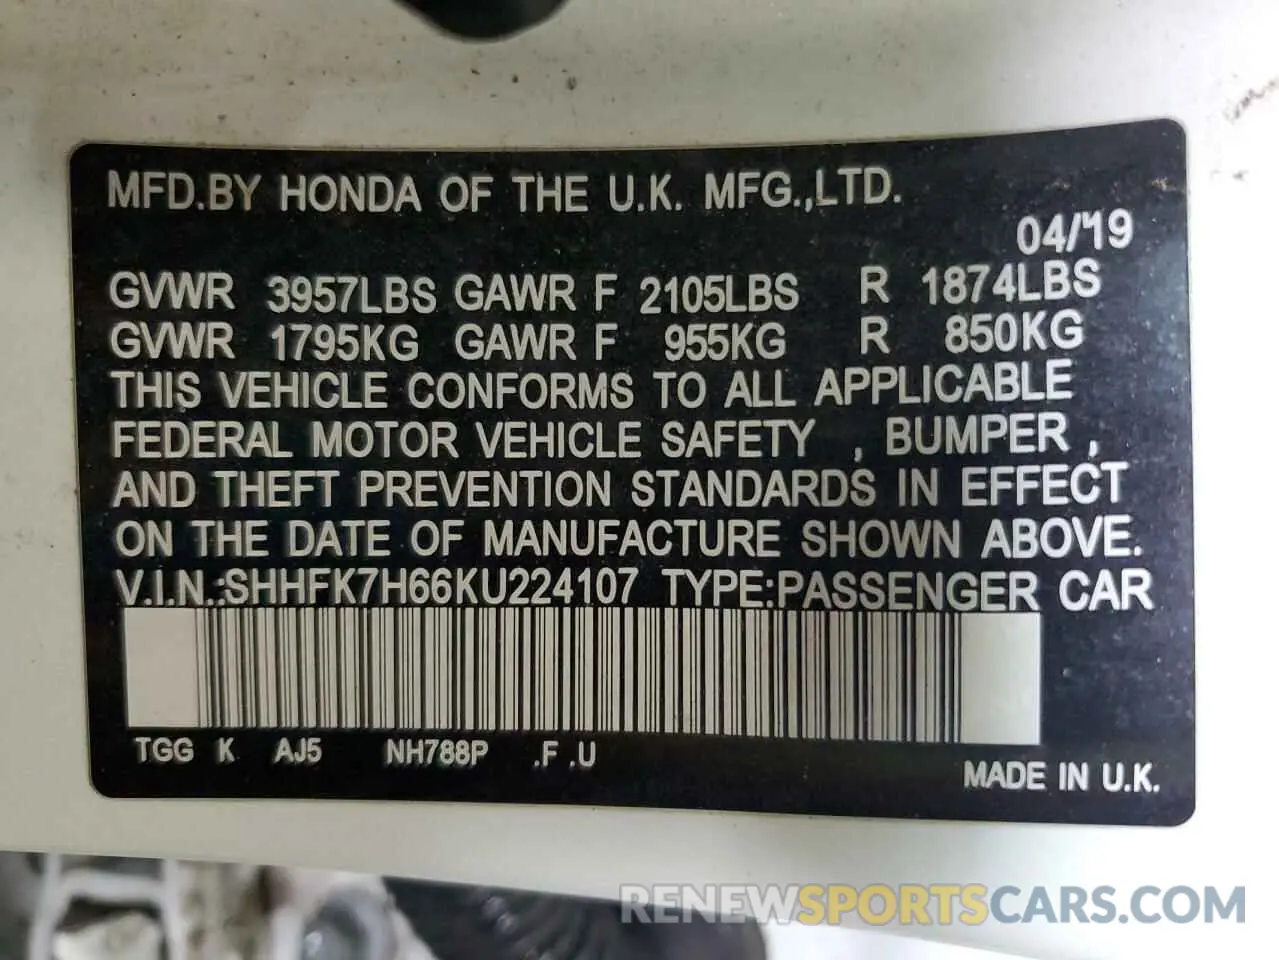 MFD.BY HONDA OF THE U.K. MFG.,LTD.
04/19
GVWR 3957LBS GAWR F 2105LBS R 1874LBS
GVWR 1795KG GAWR F 955KG R 850KG
THIS VEHICLE CONFORMS TO ALL APPLICABLE
FEDERAL MOTOR VEHICLE SAFETY , BUMPER ,
AND THEFT PREVENTION STANDARDS IN EFFECT
ON THE DATE OF MANUFACTURE SHOWN ABOVE.
V.I.N.:SHHFK7H66KU224107 TYPE:PASSENGER CAR
TGG K AJ5 NH788P .F .U
MADE IN U.K.
RENEWSPORTSCARS.COM